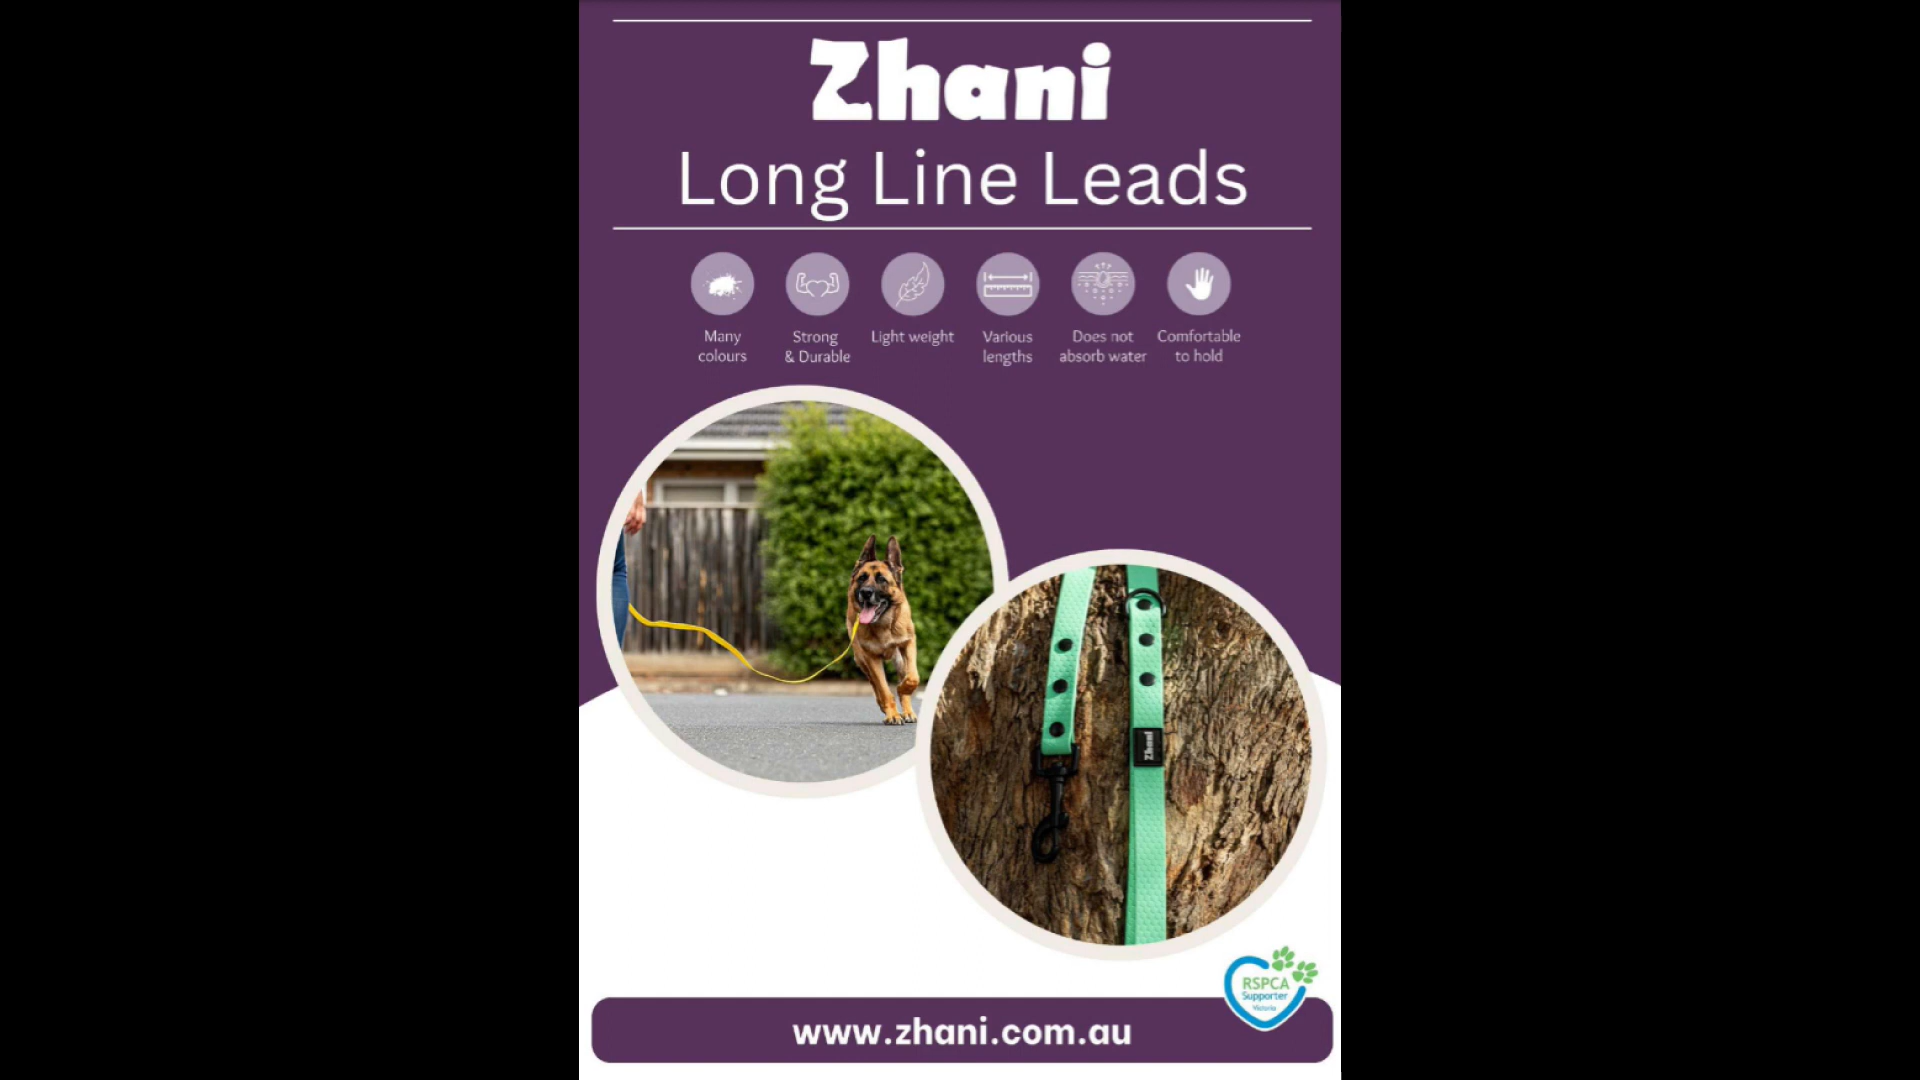 Zhani
Long Line Leads
Many
colours
Strong
& Durable
Light weight
Various
lengths
Does not
absorb water
Comfortable
to hold
Zhani
RSPCA
Supporter
Victoria
www.zhani.com.au